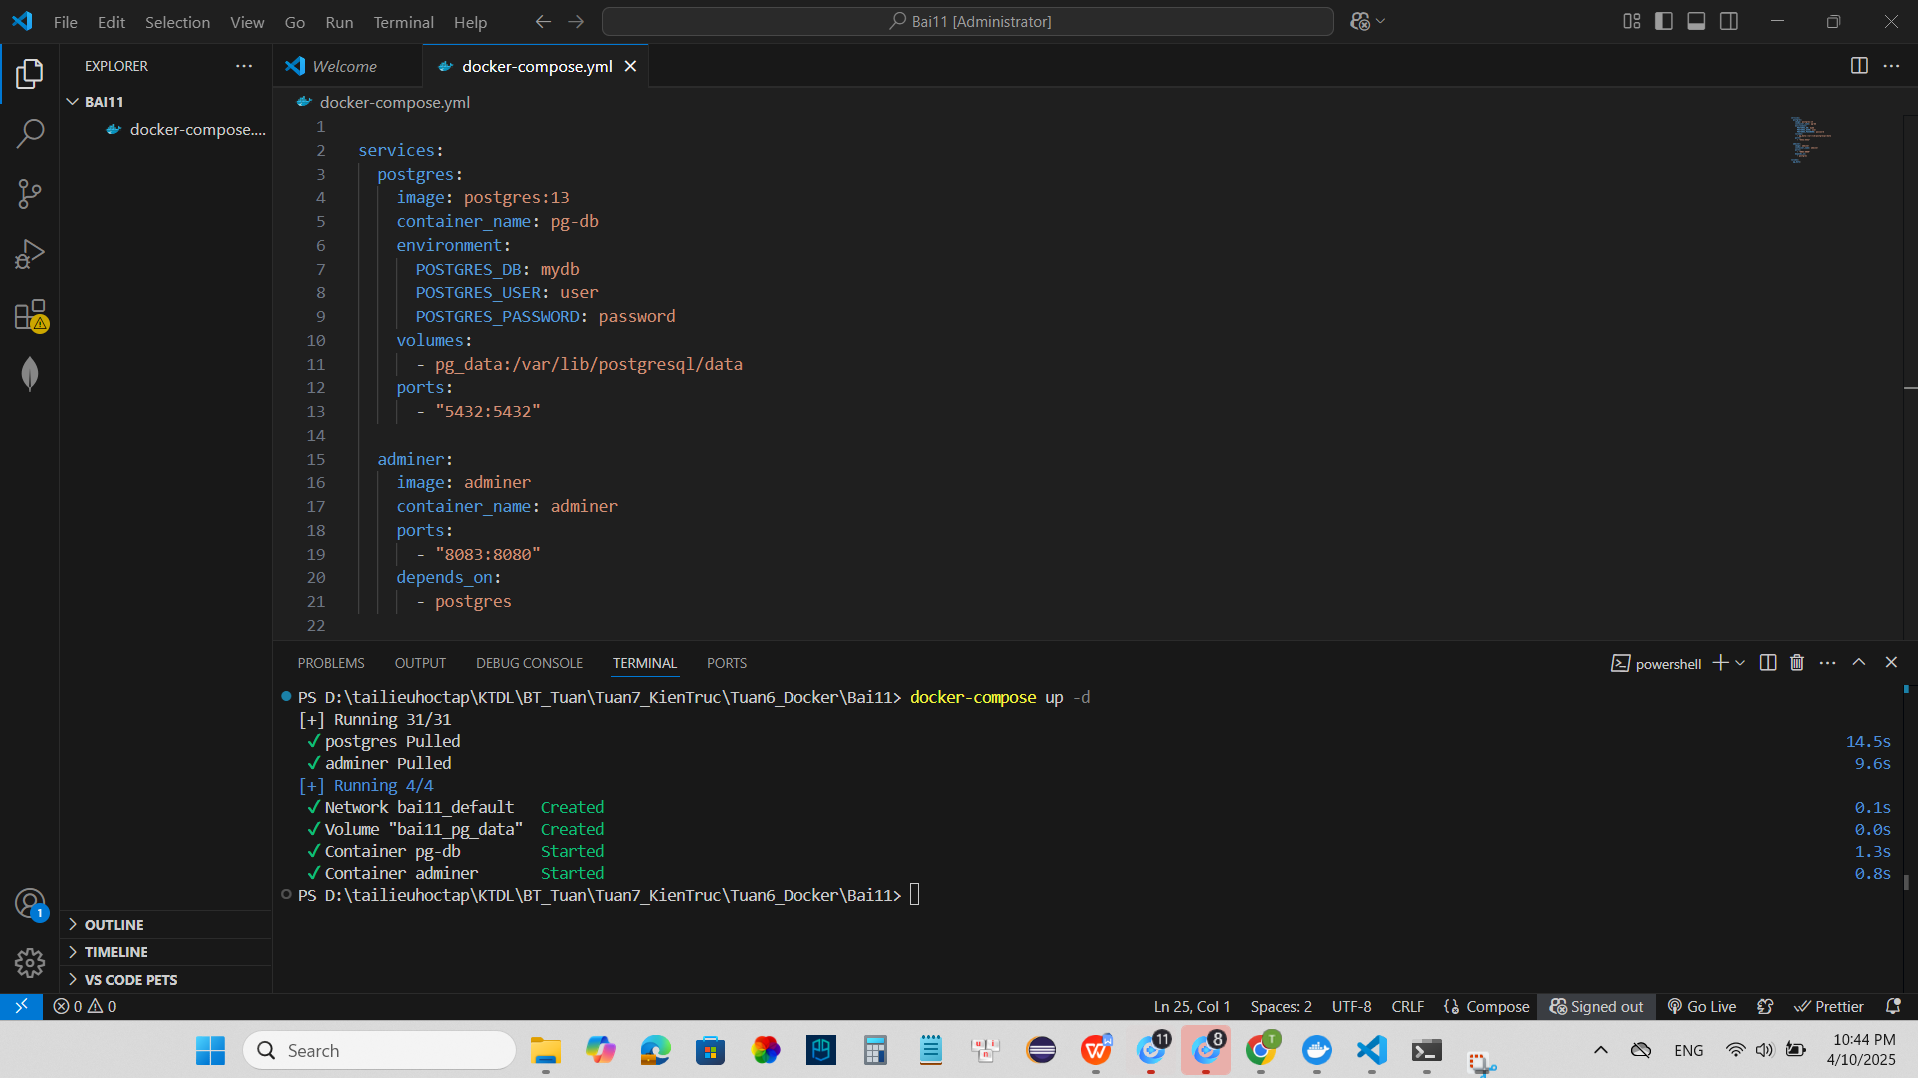 File Edit Selection View Go Run Terminal Help
Bai11 [Administrator]
EXPLORER
Welcome
docker-compose.yml
BAI11
docker-compose....
docker-compose.yml
1
2 services:
3 postgres:
4 image: postgres:13
5 container_name: pg-db
6 environment:
7 POSTGRES_DB: mydb
8 POSTGRES_USER: user
9 POSTGRES_PASSWORD: password
10 volumes:
11 - pg_data:/var/lib/postgresql/data
12 ports:
13 - "5432:5432"
14
15 adminer:
16 image: adminer
17 container_name: adminer
18 ports:
19 - "8083:8080"
20 depends_on:
21 - postgres
22
PROBLEMS OUTPUT DEBUG CONSOLE TERMINAL PORTS
powershell
PS D:\tailieuhoctap\KTDL\BT_Tuan\Tuan7_KienTruc\Tuan6_Docker\Bai11> docker-compose up -d
[+] Running 31/31
✔ postgres Pulled 14.5s
✔ adminer Pulled 9.6s
[+] Running 4/4
✔ Network bai11_default Created 0.1s
✔ Volume "bai11_pg_data" Created 0.0s
✔ Container pg-db Started 1.3s
✔ Container adminer Started 0.8s
PS D:\tailieuhoctap\KTDL\BT_Tuan\Tuan7_KienTruc\Tuan6_Docker\Bai11>
1
OUTLINE
TIMELINE
VS CODE PETS
0 0
Ln 25, Col 1 Spaces: 2 UTF-8 CRLF {} Compose Signed out Go Live Prettier
Search
11
8
T
ENG
10:44 PM
4/10/2025